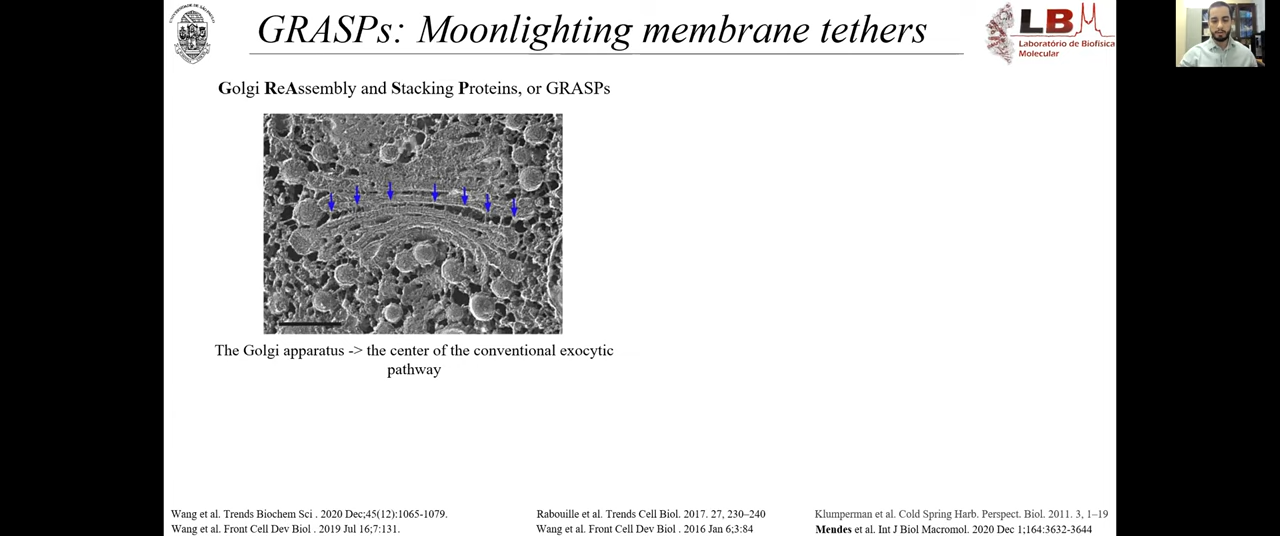 GRASPs: Moonlighting membrane tethers
LB
Laboratório de Biofísica
Molecular
Golgi ReAssembly and Stacking Proteins, or GRASPs
The Golgi apparatus -> the center of the conventional exocytic
pathway
Wang et al. Trends Biochem Sci . 2020 Dec;45(12):1065-1079.
Wang et al. Front Cell Dev Biol . 2019 Jul 16;7:131.
Rabouille et al. Trends Cell Biol. 2017. 27, 230–240
Wang et al. Front Cell Dev Biol . 2016 Jan 6;3:84
Klumperman et al. Cold Spring Harb. Perspect. Biol. 2011. 3, 1–19
Mendes et al. Int J Biol Macromol. 2020 Dec 1;164:3632-3644